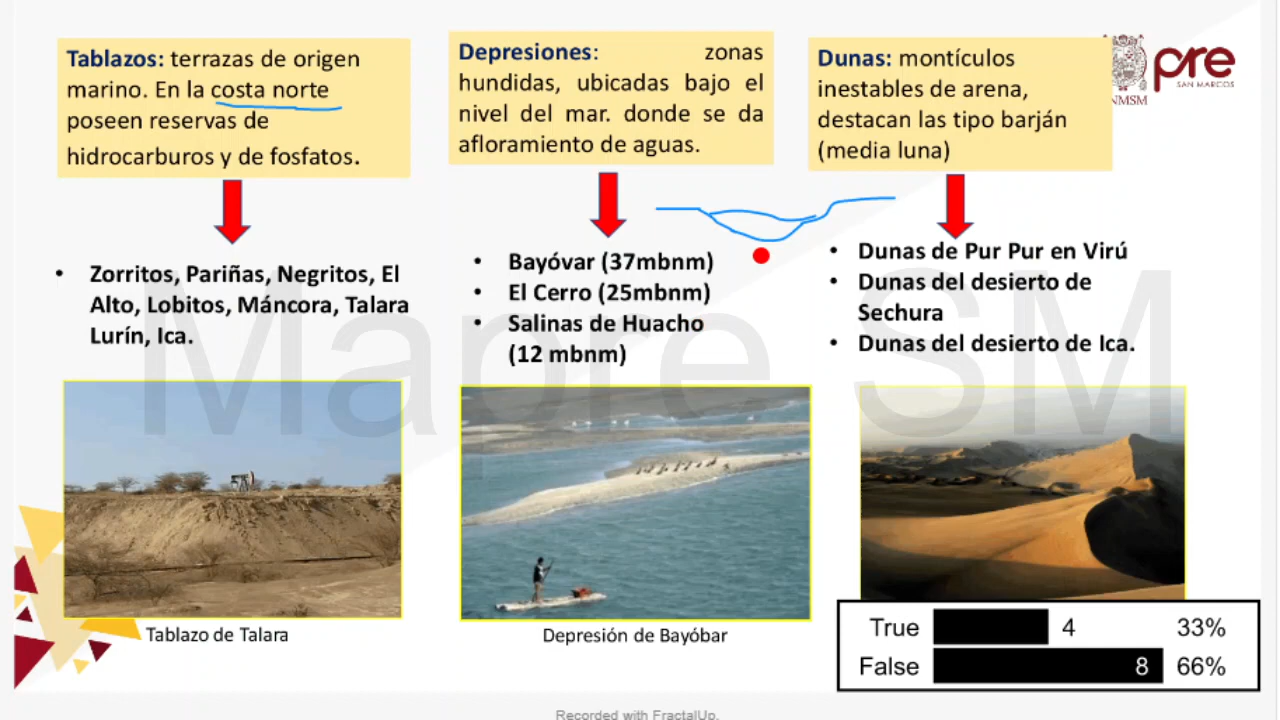 Tablazos: terrazas de origen
marino. En la costa norte
poseen reservas de
hidrocarburos y de fosfatos.
Zorritos, Pariñas, Negritos, El
Alto, Lobitos, Máncora, Talara
Lurín, Ica.
Tablazo de Talara
Depresiones: zonas
hundidas, ubicadas bajo el
nivel del mar. donde se da
afloramiento de aguas.
• Bayóvar (37mbnm)
• El Cerro (25mbnm)
• Salinas de Huacho
(12 mbnm)
Depresión de Bayóbar
Dunas: montículos
inestables de arena,
destacan las tipo barján
(media luna)
• Dunas de Pur Pur en Virú
• Dunas del desierto de
Sechura
• Dunas del desierto de Ica.
pre
SAN MARCOS
NMSM
Mapre SM
True 4 33%
False 8 66%
Recorded with FractalUp.